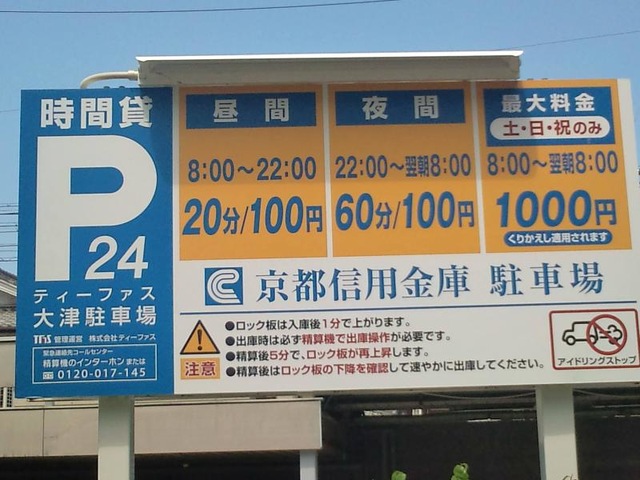 時間貸
P
24
ティーファス
大津駐車場
TFAS 管理運営 株式会社ティーファス
緊急連絡先コールセンター
精算機のインターホンまたは
0120-017-145
昼間
8:00～22:00
20分/100円
夜間
22:00～翌朝8:00
60分/100円
最大料金
土・日・祝のみ
8:00～翌朝8:00
1000円
くりかえし適用されます
京都信用金庫 駐車場
注意
●ロック板は入庫後1分で上がります。
●出庫時は必ず精算機で出庫操作が必要です。
●精算後5分で、ロック板が再上昇します。
●精算後はロック板の下降を確認して速やかに出庫してください。
アイドリングストップ